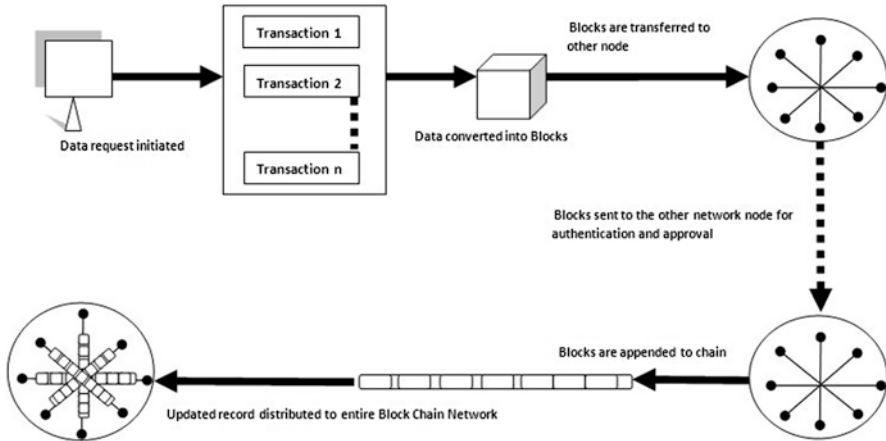 Transaction 1
Transaction 2
Transaction n
Data request initiated
Data converted into Blocks
Blocks are transferred to
other node
Blocks sent to the other network node for
authentication and approval
Blocks are appended to chain
Updated record distributed to entire Block Chain Network